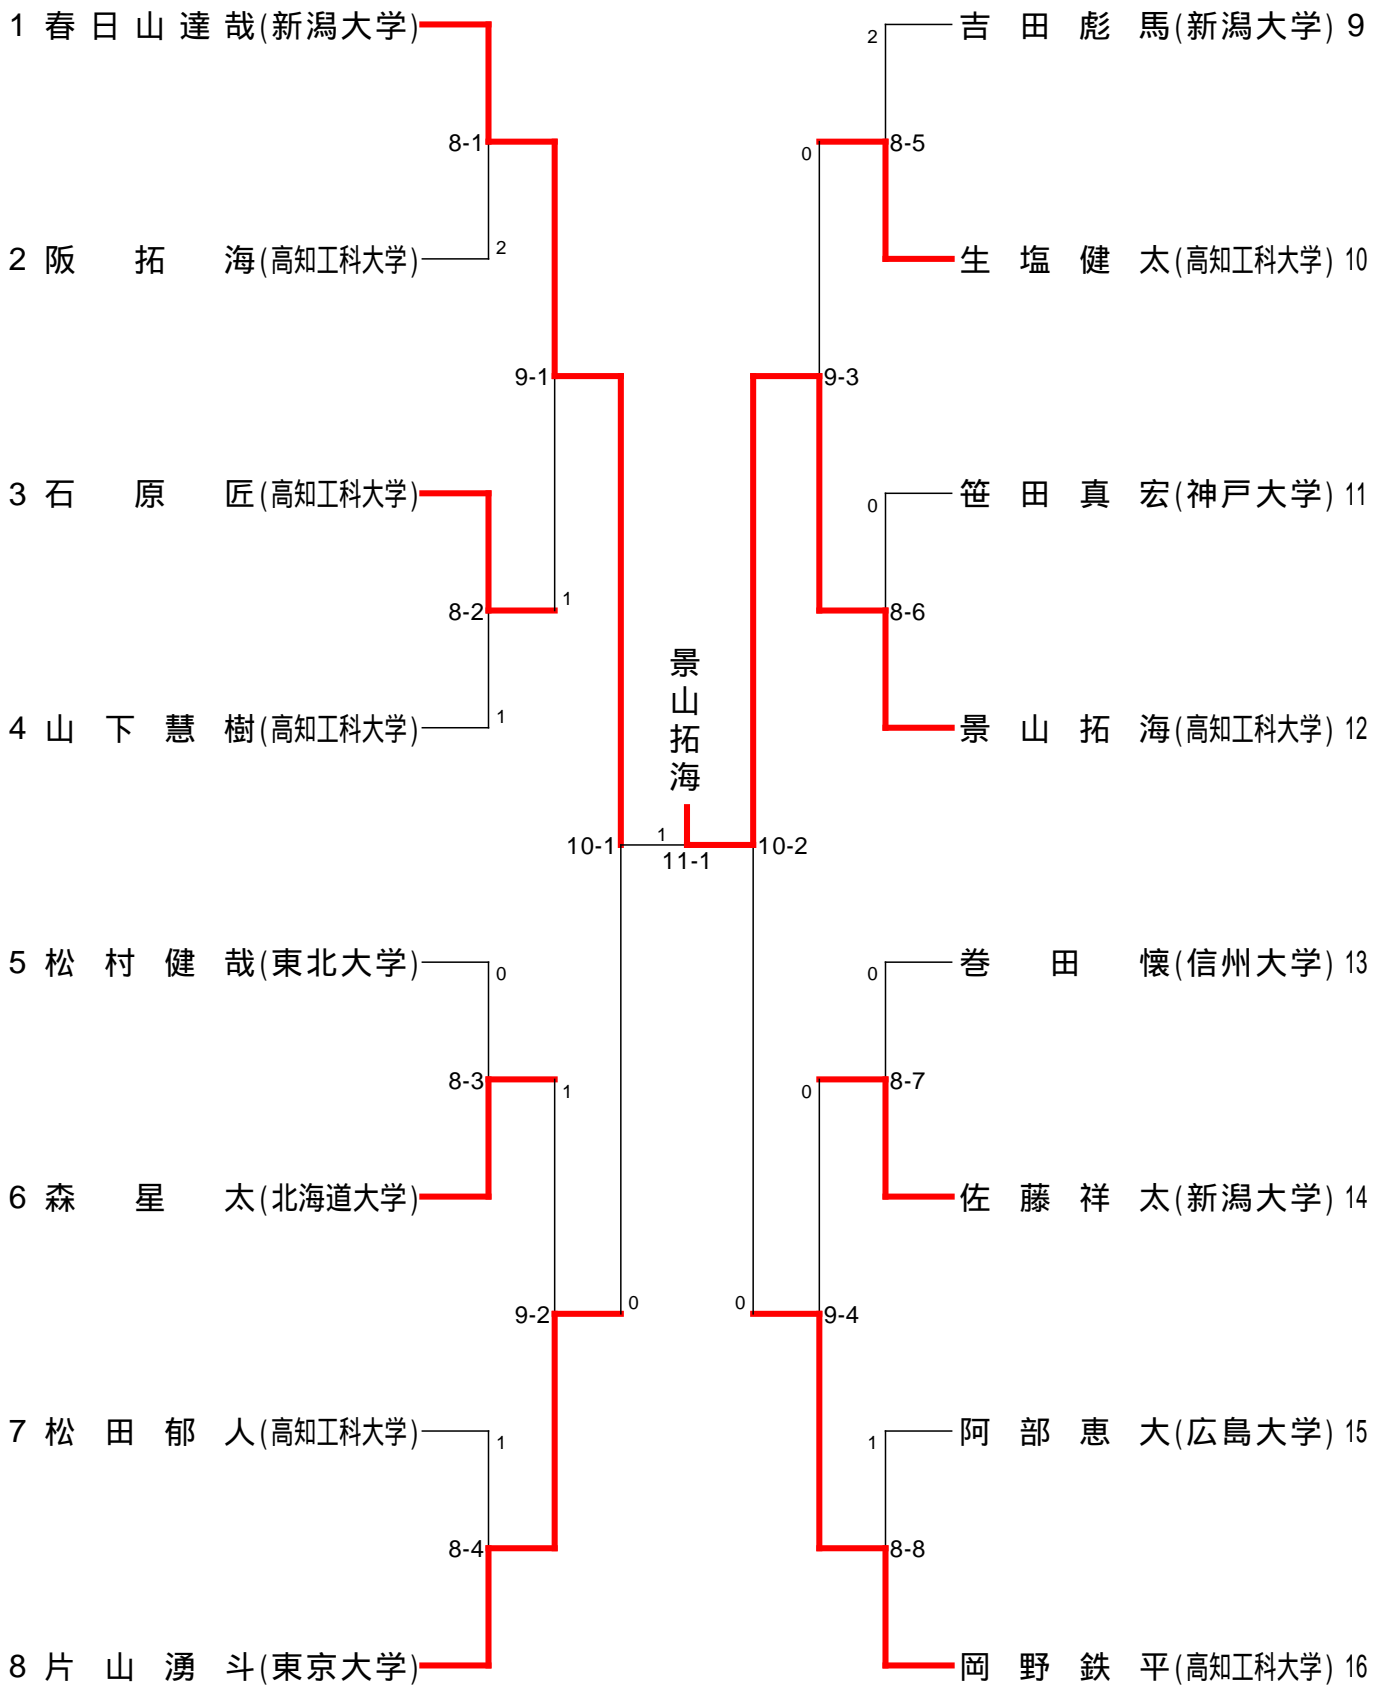 1 春日山達哉(新潟大学)
吉田彪馬(新潟大学) 9
2
8-1
8-5
0
2
2 阪拓海(高知工科大学)
生塩健太(高知工科大学) 10
9-1
9-3
3 石原匠(高知工科大学)
笹田真宏(神戸大学) 11
0
1
8-2
8-6
景山拓海
1
4 山下慧樹(高知工科大学)
景山拓海(高知工科大学) 12
10-1
1
11-1
10-2
5 松村健哉(東北大学)
巻田懐(信州大学) 13
0
0
8-3
8-7
1
0
6 森星太(北海道大学)
佐藤祥太(新潟大学) 14
0
0
9-2
9-4
7 松田郁人(高知工科大学)
阿部恵大(広島大学) 15
1
1
8-4
8-8
8 片山湧斗(東京大学)
岡野鉄平(高知工科大学) 16